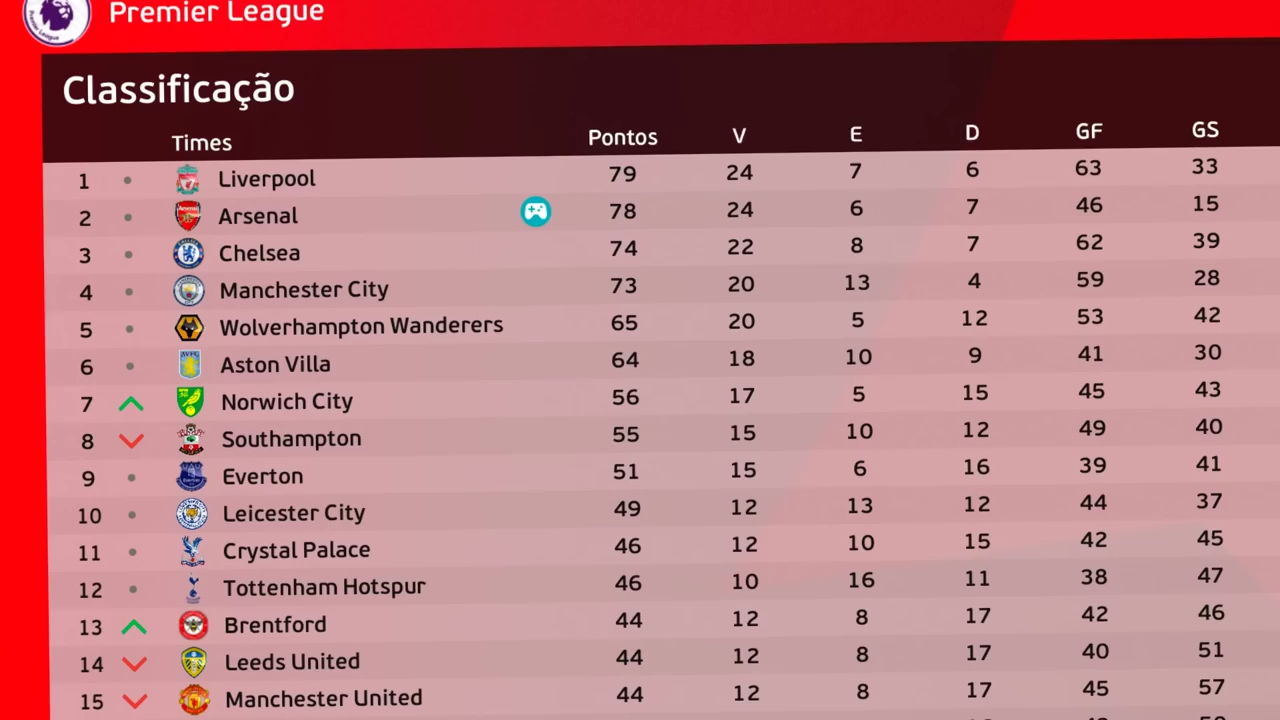 Premier League
Classificação
Times Pontos V E D GF GS
1 Liverpool 79 24 7 6 63 33
2 Arsenal 78 24 6 7 46 15
3 Chelsea 74 22 8 7 62 39
4 Manchester City 73 20 13 4 59 28
5 Wolverhampton Wanderers 65 20 5 12 53 42
6 Aston Villa 64 18 10 9 41 30
7 Norwich City 56 17 5 15 45 43
8 Southampton 55 15 10 12 49 40
9 Everton 51 15 6 16 39 41
10 Leicester City 49 12 13 12 44 37
11 Crystal Palace 46 12 10 15 42 45
12 Tottenham Hotspur 46 10 16 11 38 47
13 Brentford 44 12 8 17 42 46
14 Leeds United 44 12 8 17 40 51
15 Manchester United 44 12 8 17 45 57